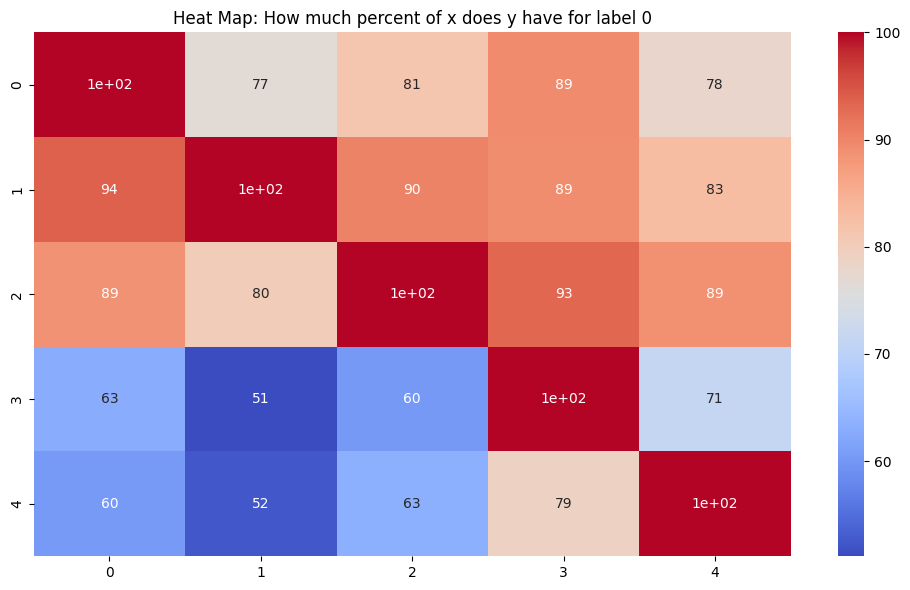 Heat Map: How much percent of x does y have for label 0
0 1e+02 77 81 89 78
1 94 1e+02 90 89 83
2 89 80 1e+02 93 89
3 63 51 60 1e+02 71
4 60 52 63 79 1e+02
0 1 2 3 4
100
90
80
70
60